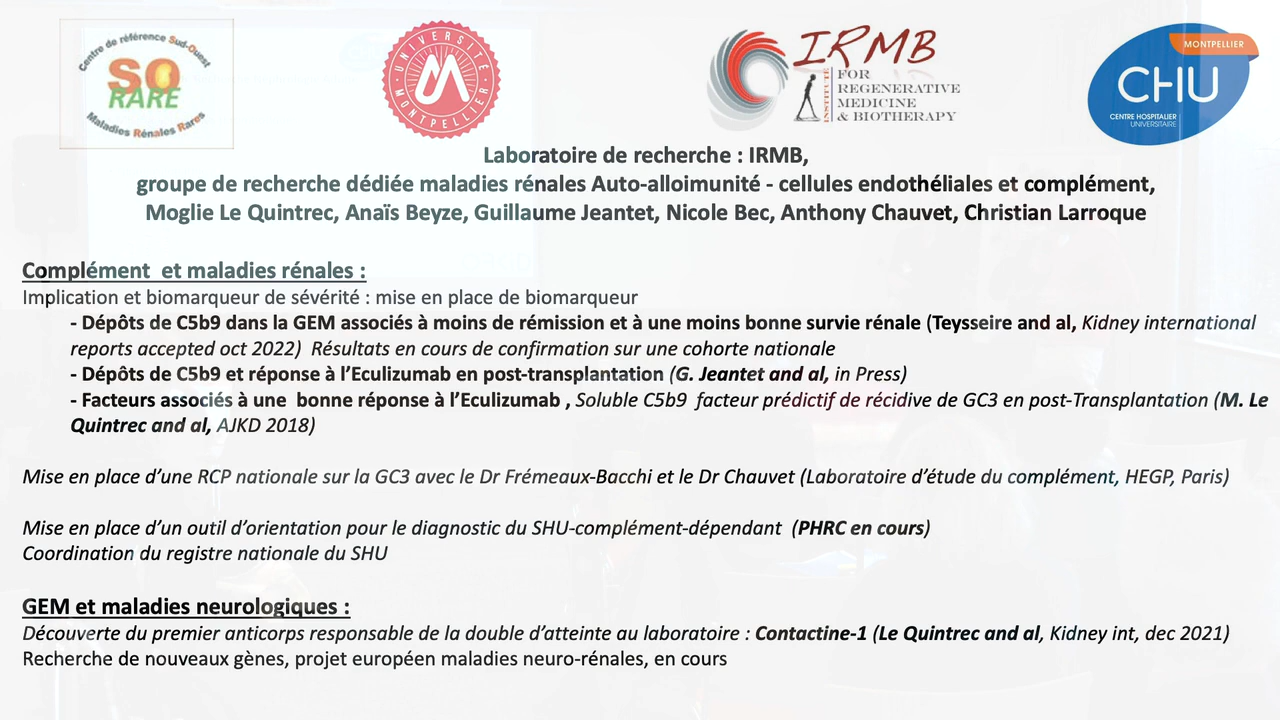 Centre de référence Sud-Ouest
SO
RARE
Maladies Rénales Rares
UNIVERSITÉ
MONTPELLIER
IRMB
INSTITUTE
FOR
REGENERATIVE
MEDICINE
& BIOTHERAPY
MONTPELLIER
CHU
CENTRE HOSPITALIER
UNIVERSITAIRE
Laboratoire de recherche : IRMB,
groupe de recherche dédiée maladies rénales Auto-alloimunité - cellules endothéliales et complément,
Moglie Le Quintrec, Anaïs Beyze, Guillaume Jeantet, Nicole Bec, Anthony Chauvet, Christian Larroque
Complément et maladies rénales :
Implication et biomarqueur de sévérité : mise en place de biomarqueur
- Dépôts de C5b9 dans la GEM associés à moins de rémission et à une moins bonne survie rénale (Teysseire and al, Kidney international
reports accepted oct 2022) Résultats en cours de confirmation sur une cohorte nationale
- Dépôts de C5b9 et réponse à l’Eculizumab en post-transplantation (G. Jeantet and al, in Press)
- Facteurs associés à une bonne réponse à l’Eculizumab , Soluble C5b9 facteur prédictif de récidive de GC3 en post-Transplantation (M. Le
Quintrec and al, AJKD 2018)
Mise en place d’une RCP nationale sur la GC3 avec le Dr Frémeaux-Bacchi et le Dr Chauvet (Laboratoire d’étude du complément, HEGP, Paris)
Mise en place d’un outil d’orientation pour le diagnostic du SHU-complément-dépendant (PHRC en cours)
Coordination du registre nationale du SHU
GEM et maladies neurologiques :
Découverte du premier anticorps responsable de la double d’atteinte au laboratoire : Contactine-1 (Le Quintrec and al, Kidney int, dec 2021)
Recherche de nouveaux gènes, projet européen maladies neuro-rénales, en cours